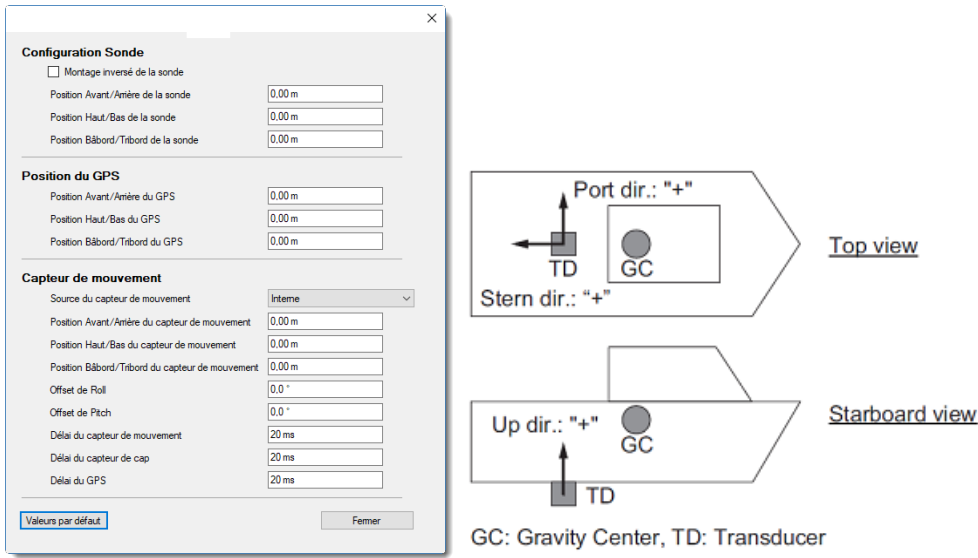 Configuration Sonde
Montage inversé de la sonde
Position Avant/Arrière de la sonde 0,00 m
Position Haut/Bas de la sonde 0,00 m
Position Bâbord/Tribord de la sonde 0,00 m
Position du GPS
Position Avant/Arrière du GPS 0,00 m
Position Haut/Bas du GPS 0,00 m
Position Bâbord/Tribord du GPS 0,00 m
Capteur de mouvement
Source du capteur de mouvement Interne
Position Avant/Arrière du capteur de mouvement 0,00 m
Position Haut/Bas du capteur de mouvement 0,00 m
Position Bâbord/Tribord du capteur de mouvement 0,00 m
Offset de Roll 0,0 °
Offset de Pitch 0,0 °
Délai du capteur de mouvement 20 ms
Délai du capteur de cap 20 ms
Délai du GPS 20 ms
Valeurs par défaut Fermer
Port dir.: "+"
TD GC
Stern dir.: “+”
Top view
Up dir.: "+"
GC
TD
Starboard view
GC: Gravity Center, TD: Transducer